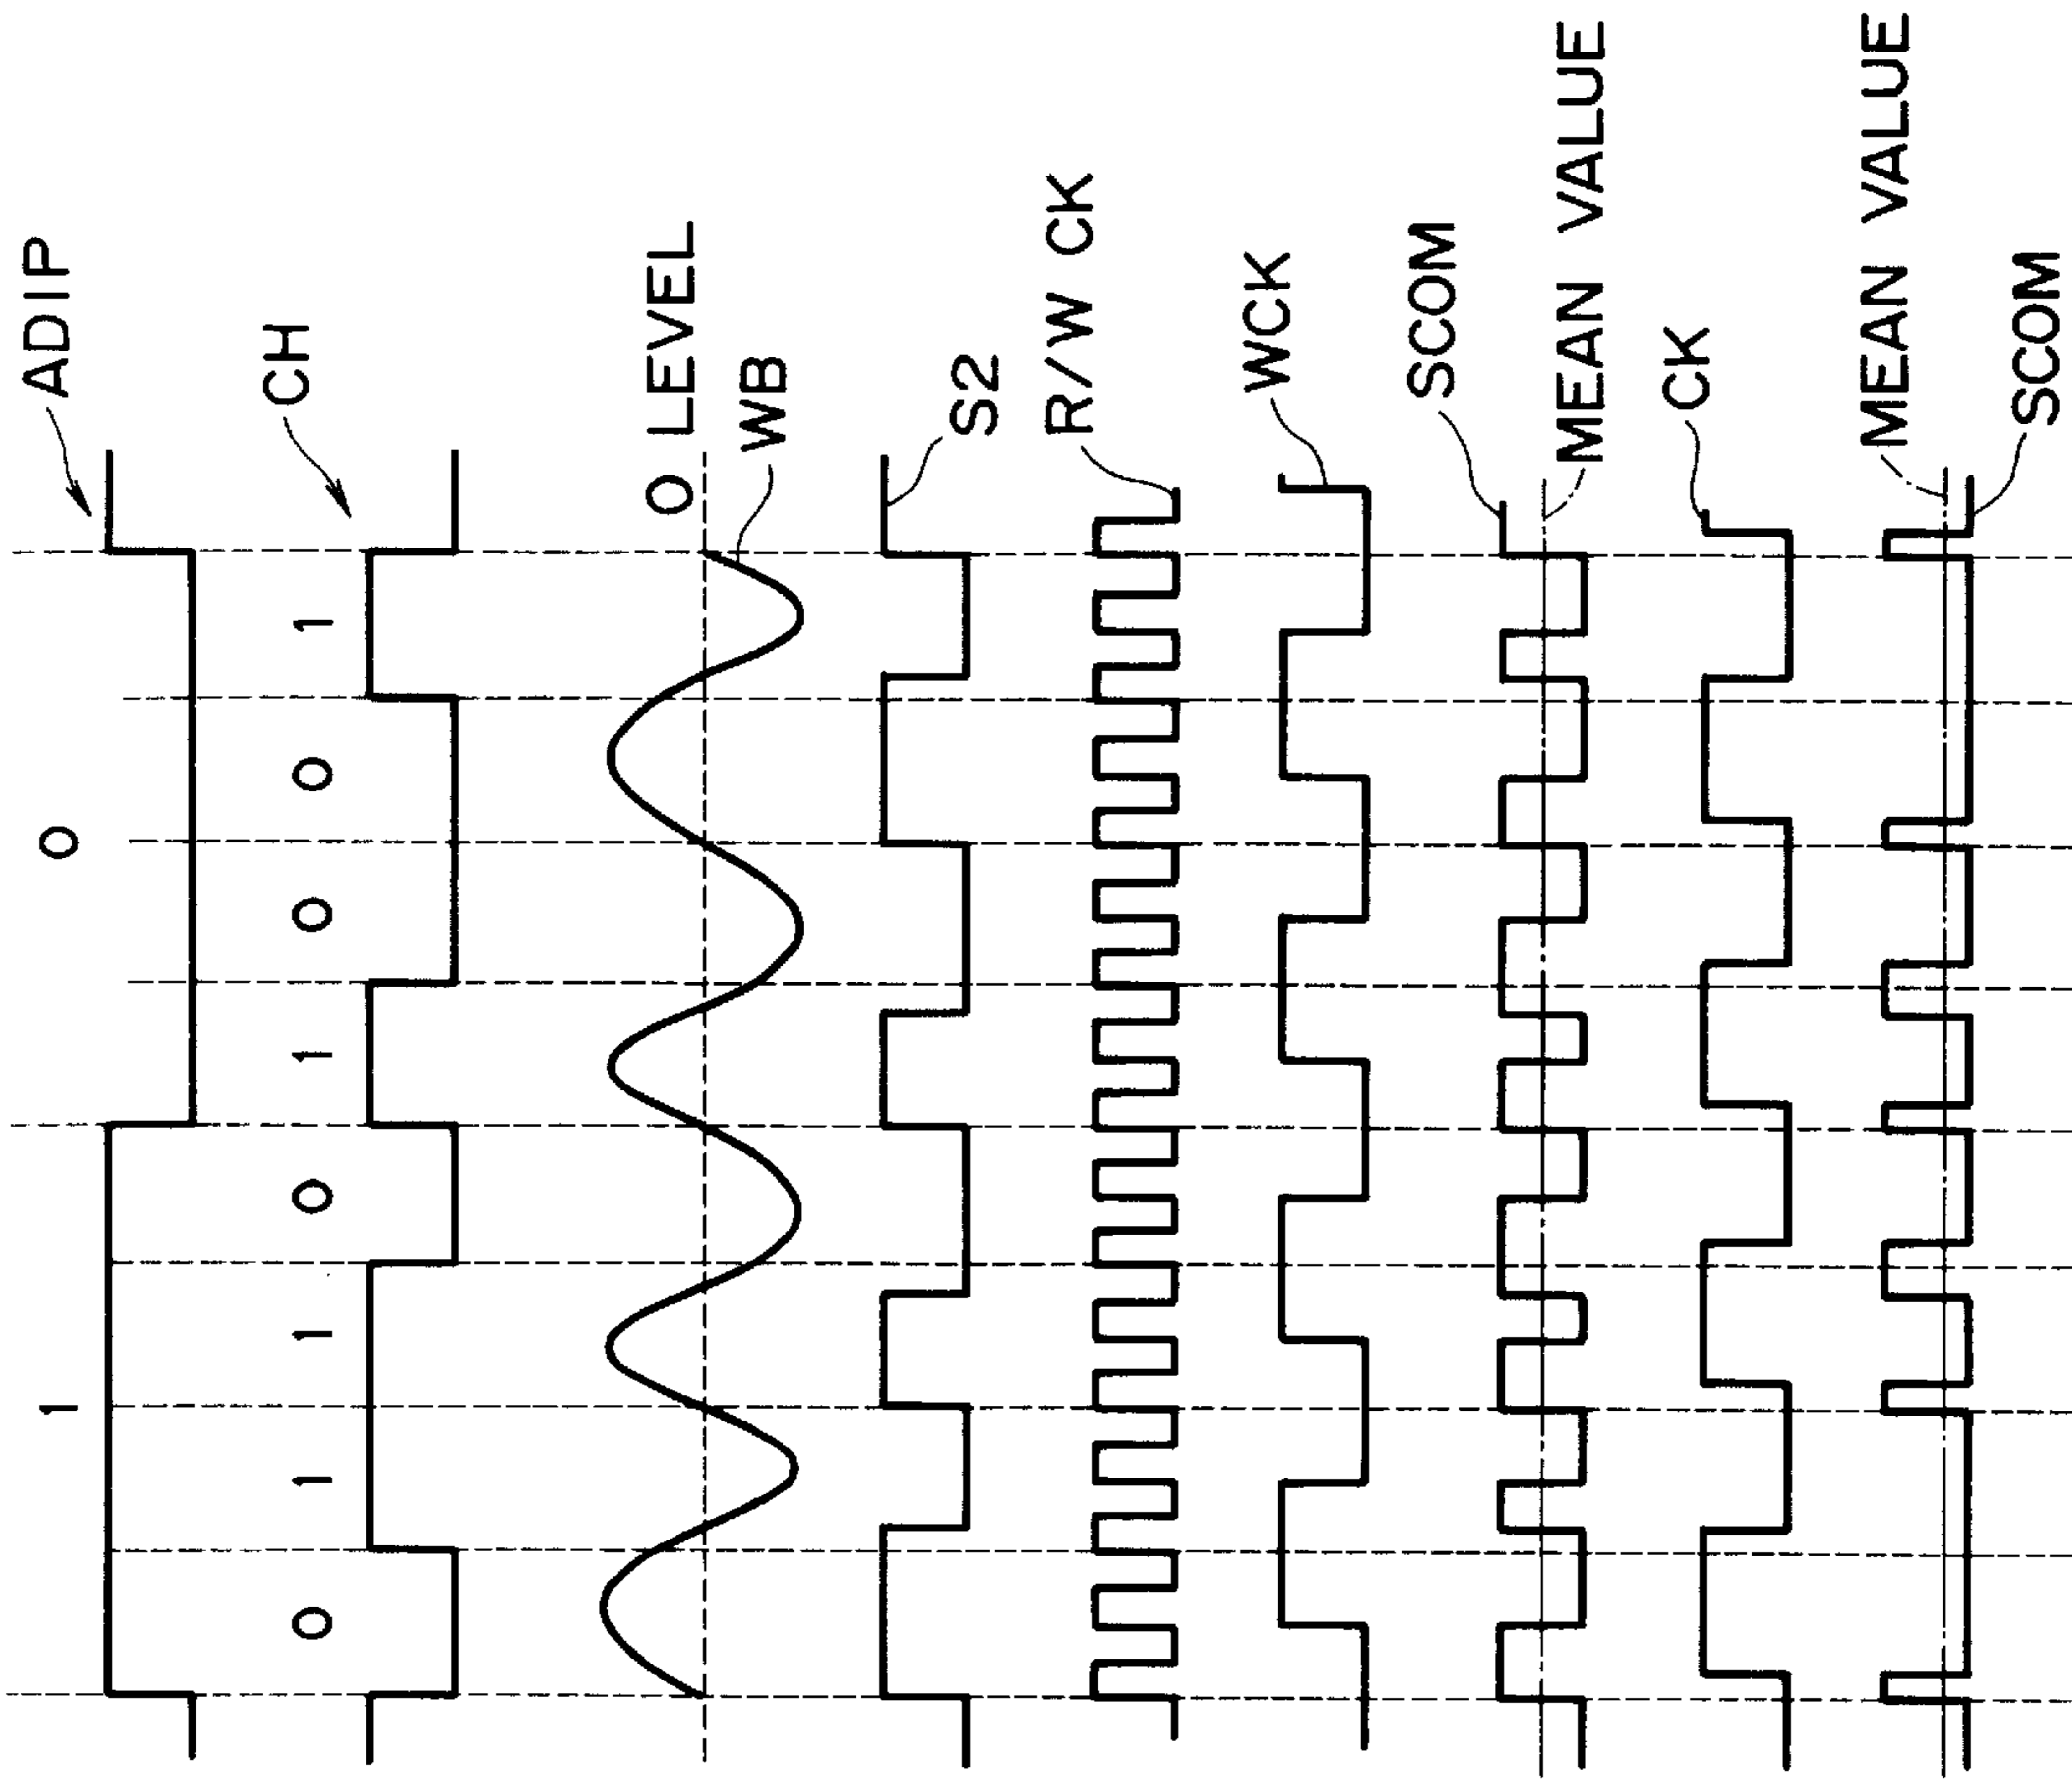 1 0
ADIP
0 1 1 0 1 0 0 1
CH
0 LEVEL
WB
S2
R/W CK
WCK
SCOM
MEAN VALUE
CK
MEAN VALUE
SCOM